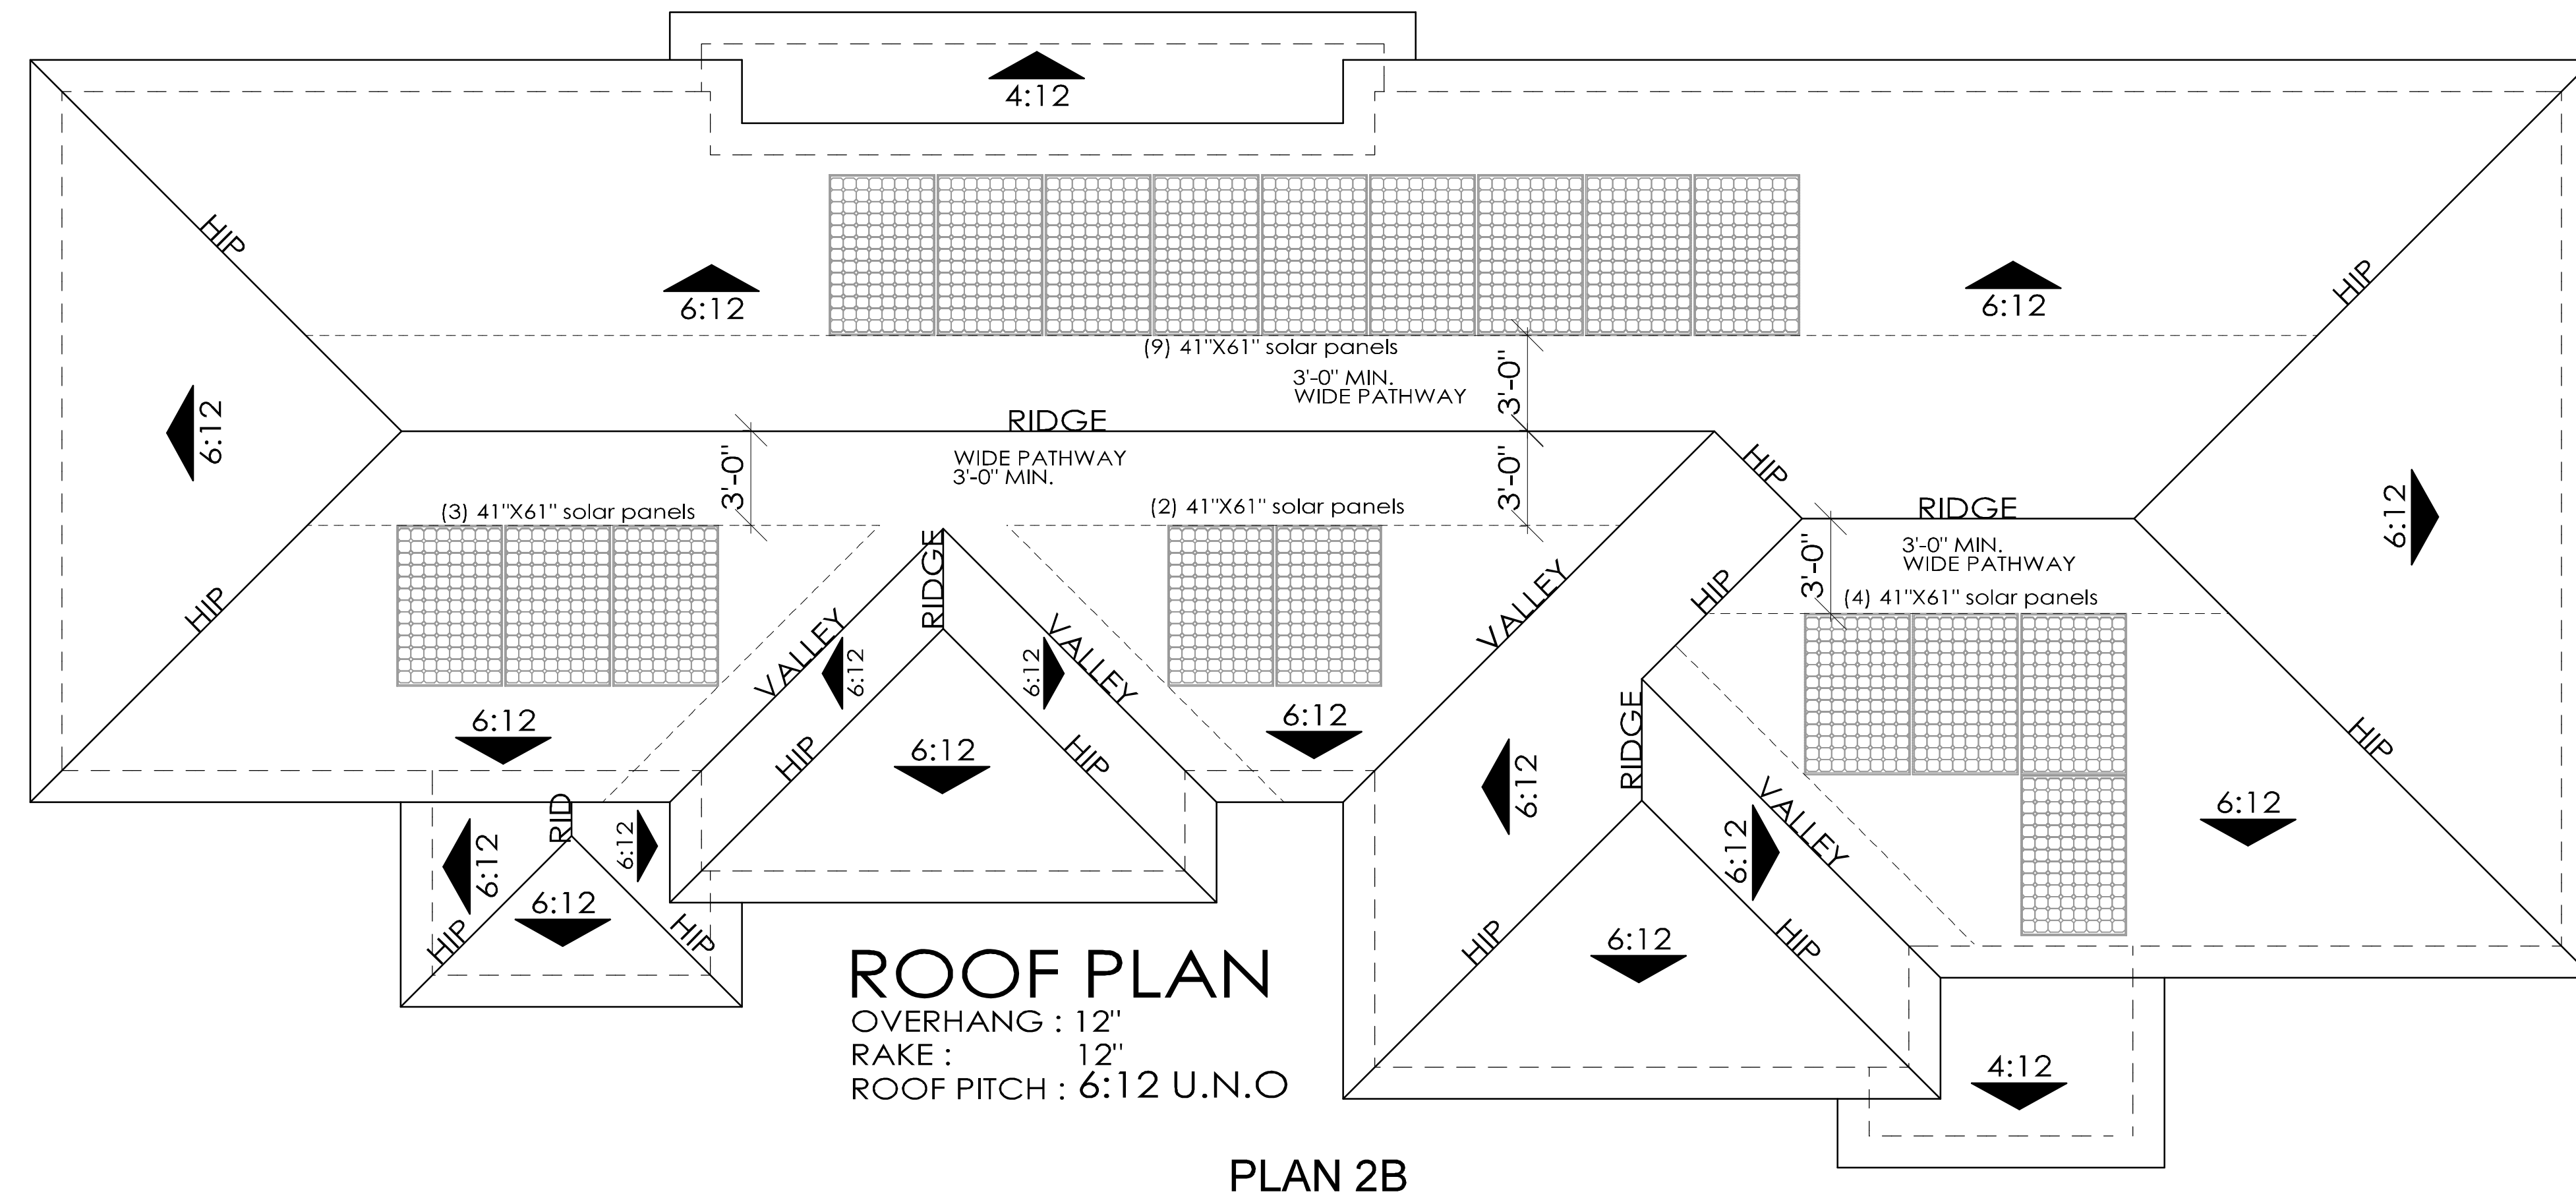 4:12
HIP
HIP
6:12
6:12
(9) 41"X61" solar panels
3'-0" MIN.
WIDE PATHWAY
3'-0"
6:12
RIDGE
WIDE PATHWAY
3'-0" MIN.
3'-0"
3'-0"
HIP
RIDGE
6:12
(3) 41"X61" solar panels
(2) 41"X61" solar panels
3'-0" MIN.
WIDE PATHWAY
3'-0"
(4) 41"X61" solar panels
HIP
RIDGE
VALLEY
VALLEY
VALLEY
HIP
6:12
6:12
6:12
6:12
6:12
HIP
HIP
RIDGE
6:12
HIP
VALLEY
6:12
RID
6:12
6:12
6:12
6:12
HIP
HIP
HIP
6:12
HIP
ROOF PLAN
OVERHANG : 12"
RAKE : 12"
ROOF PITCH : 6:12 U.N.O
4:12
PLAN 2B